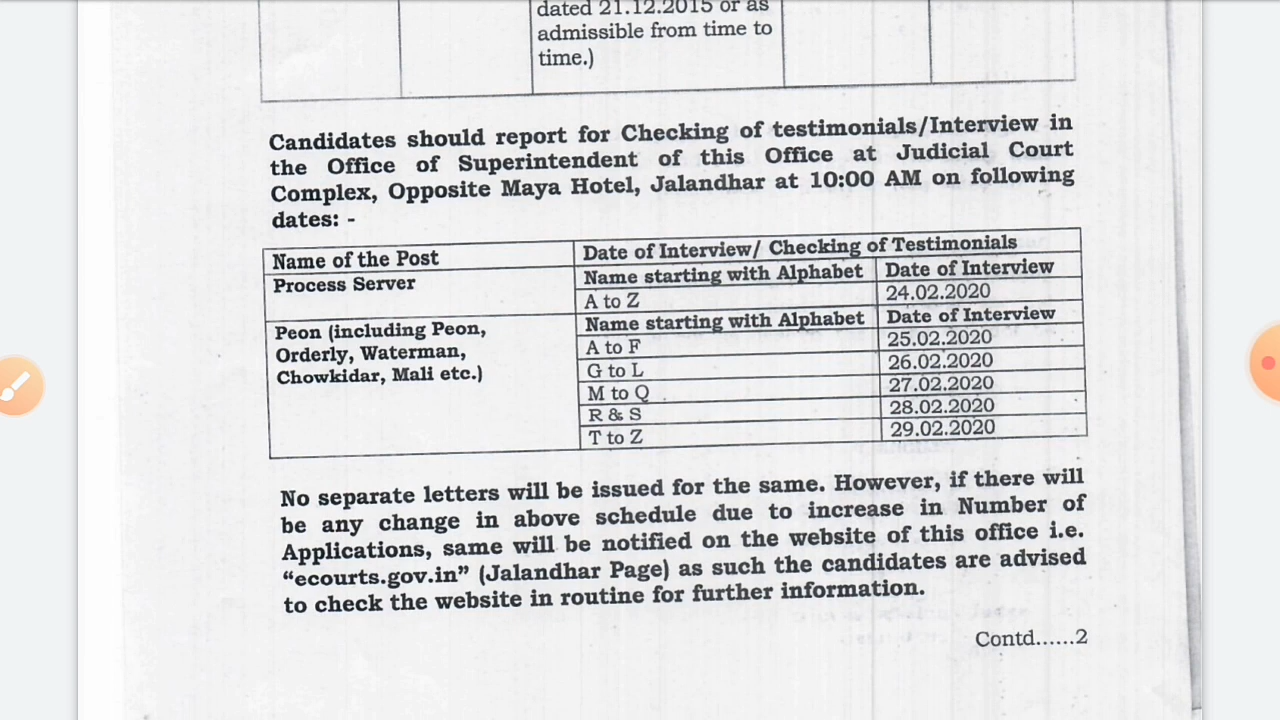 dated 21.12.2015 or as
admissible from time to
time.)
Candidates should report for Checking of testimonials/Interview in
the Office of Superintendent of this Office at Judicial Court
Complex, Opposite Maya Hotel, Jalandhar at 10:00 AM on following
dates: -
Name of the Post
Date of Interview/ Checking of Testimonials
Process Server
Name starting with Alphabet
Date of Interview
A to Z
24.02.2020
Peon (including Peon,
Orderly, Waterman,
Chowkidar, Mali etc.)
Name starting with Alphabet
Date of Interview
A to F
25.02.2020
G to L
26.02.2020
M to Q
27.02.2020
R & S
28.02.2020
T to Z
29.02.2020
No separate letters will be issued for the same. However, if there will
be any change in above schedule due to increase in Number of
Applications, same will be notified on the website of this office i.e.
“ecourts.gov.in” (Jalandhar Page) as such the candidates are advised
to check the website in routine for further information.
Contd......2